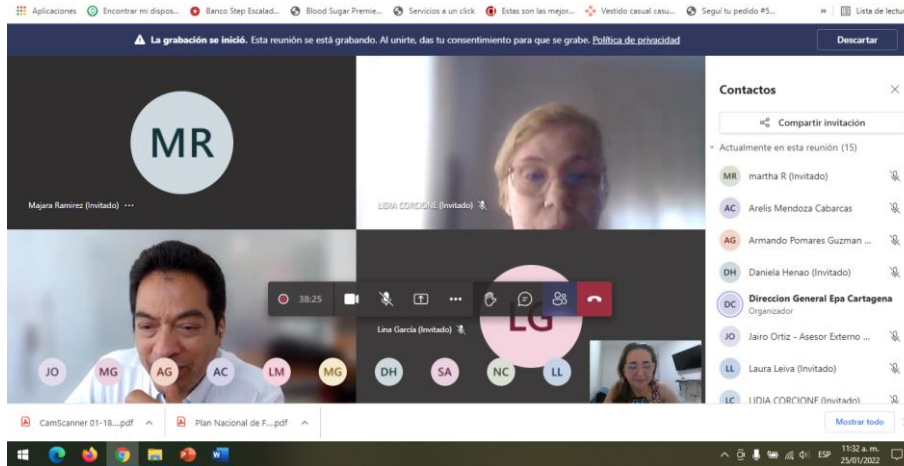 Aplicaciones
Encontrar mi dispos...
Banco Step Escalad...
Blood Sugar Premie...
Servicios a un click
Estas son las mejor...
Vestido casual casu...
Seguí tu pedido #5...
»
Lista de lectur
La grabación se inició. Esta reunión se está grabando. Al unirte, das tu consentimiento para que se grabe. Política de privacidad
Descartar
MR
Majara Ramirez (Invitado) ...
LIDIA CORCIONE (Invitado)
38:25
LG
Lina García (Invitado)
JO
MG
AG
AC
LM
MG
DH
SA
NC
LL
Contactos
Compartir invitación
Actualmente en esta reunión (15)
MR martha R (Invitado)
AC Arelis Mendoza Cabarcas
AG Armando Pomares Guzman ...
DH Daniela Henao (Invitado)
DC Direccion General Epa Cartagena
Organizador
JO Jairo Ortiz - Asesor Externo ...
LL Laura Leiva (Invitado)
LC LIDIA CORCIONE (Invitado)
CamScanner 01-18....pdf
Plan Nacional de F....pdf
Mostrar todo
ESP
11:32 a. m.
25/01/2022